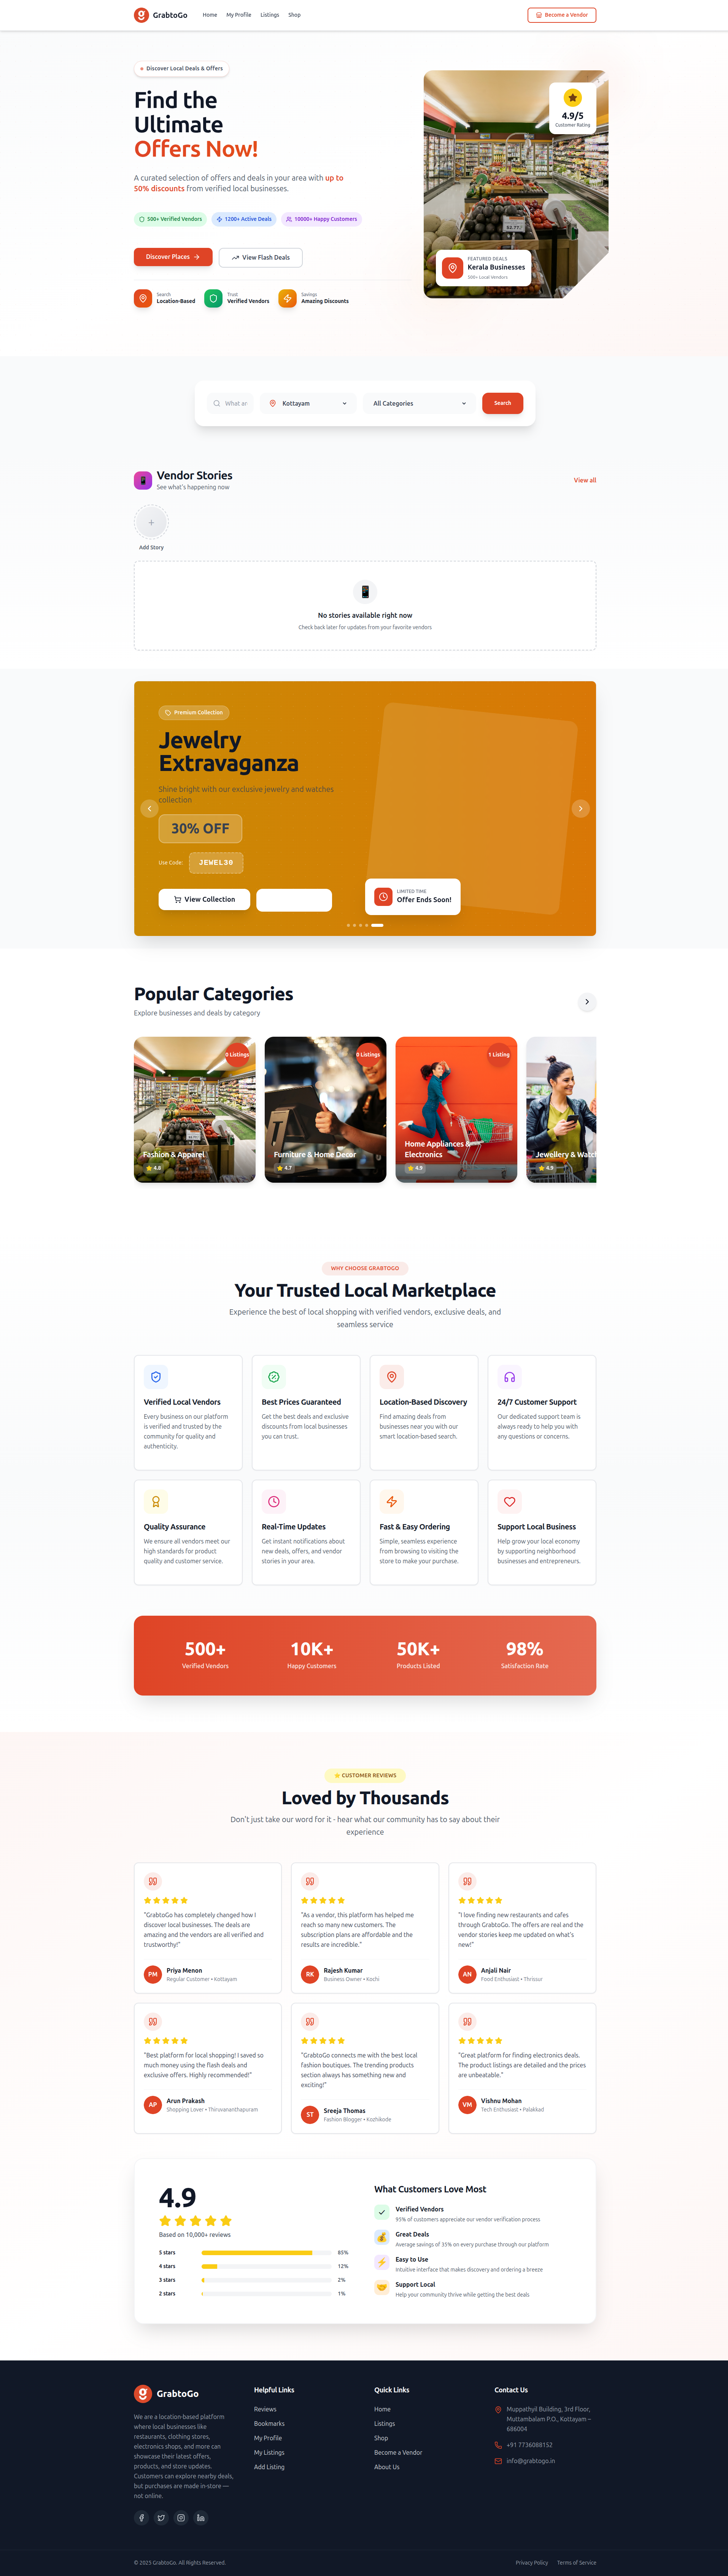 GrabtoGo
Home
My Profile
Listings
Shop
Become a Vendor
Discover Local Deals & Offers
Find the
Ultimate
Offers Now!
A curated selection of offers and deals in your area with up to
50% discounts from verified local businesses.
500+ Verified Vendors
1200+ Active Deals
10000+ Happy Customers
Discover Places
View Flash Deals
Search
Location-Based
Trust
Verified Vendors
Savings
Amazing Discounts
4.9/5
Customer Rating
FEATURED DEALS
Kerala Businesses
500+ Local Vendors
What ar
Kottayam
All Categories
Search
Vendor Stories
See what's happening now
View all
Add Story
No stories available right now
Check back later for updates from your favorite vendors
Premium Collection
Jewelry
Extravaganza
Shine bright with our exclusive jewelry and watches
collection
30% OFF
Use Code:
JEWEL30
View Collection
LIMITED TIME
Offer Ends Soon!
Popular Categories
Explore businesses and deals by category
0 Listings
Fashion & Apparel
4.8
0 Listings
Furniture & Home Decor
4.7
1 Listing
Home Appliances &
Electronics
4.9
Jewellery & Watch
4.9
WHY CHOOSE GRABTOGO
Your Trusted Local Marketplace
Experience the best of local shopping with verified vendors, exclusive deals, and
seamless service
Verified Local Vendors
Every business on our platform
is verified and trusted by the
community for quality and
authenticity.
Best Prices Guaranteed
Get the best deals and exclusive
discounts from local businesses
you can trust.
Location-Based Discovery
Find amazing deals from
businesses near you with our
smart location-based search.
24/7 Customer Support
Our dedicated support team is
always ready to help you with
any questions or concerns.
Quality Assurance
We ensure all vendors meet our
high standards for product
quality and customer service.
Real-Time Updates
Get instant notifications about
new deals, offers, and vendor
stories in your area.
Fast & Easy Ordering
Simple, seamless experience
from browsing to visiting the
store to make your purchase.
Support Local Business
Help grow your local economy
by supporting neighborhood
businesses and entrepreneurs.
500+
Verified Vendors
10K+
Happy Customers
50K+
Products Listed
98%
Satisfaction Rate
CUSTOMER REVIEWS
Loved by Thousands
Don't just take our word for it - hear what our community has to say about their
experience
"GrabtoGo has completely changed how I
discover local businesses. The deals are
amazing and the vendors are all verified and
trustworthy!"
PM
Priya Menon
Regular Customer • Kottayam
"As a vendor, this platform has helped me
reach so many new customers. The
subscription plans are affordable and the
results are incredible."
RK
Rajesh Kumar
Business Owner • Kochi
"I love finding new restaurants and cafes
through GrabtoGo. The offers are real and the
vendor stories keep me updated on what's
new!"
AN
Anjali Nair
Food Enthusiast • Thrissur
"Best platform for local shopping! I saved so
much money using the flash deals and
exclusive offers. Highly recommended!"
AP
Arun Prakash
Shopping Lover • Thiruvananthapuram
"GrabtoGo connects me with the best local
fashion boutiques. The trending products
section always has something new and
exciting!"
ST
Sreeja Thomas
Fashion Blogger • Kozhikode
"Great platform for finding electronics deals.
The product listings are detailed and the prices
are unbeatable."
VM
Vishnu Mohan
Tech Enthusiast • Palakkad
4.9
Based on 10,000+ reviews
5 stars
85%
4 stars
12%
3 stars
2%
2 stars
1%
What Customers Love Most
Verified Vendors
95% of customers appreciate our vendor verification process
Great Deals
Average savings of 35% on every purchase through our platform
Easy to Use
Intuitive interface that makes discovery and ordering a breeze
Support Local
Help your community thrive while getting the best deals
GrabtoGo
We are a location-based platform
where local businesses like
restaurants, clothing stores,
electronics shops, and more can
showcase their latest offers,
products, and store updates.
Customers can explore nearby deals,
but purchases are made in-store —
not online.
Helpful Links
Reviews
Bookmarks
My Profile
My Listings
Add Listing
Quick Links
Home
Listings
Shop
Become a Vendor
About Us
Contact Us
Muppathyil Building, 3rd Floor,
Muttambalam P.O., Kottayam –
686004
+91 7736088152
info@grabtogo.in
© 2025 GrabtoGo. All Rights Reserved.
Privacy Policy
Terms of Service